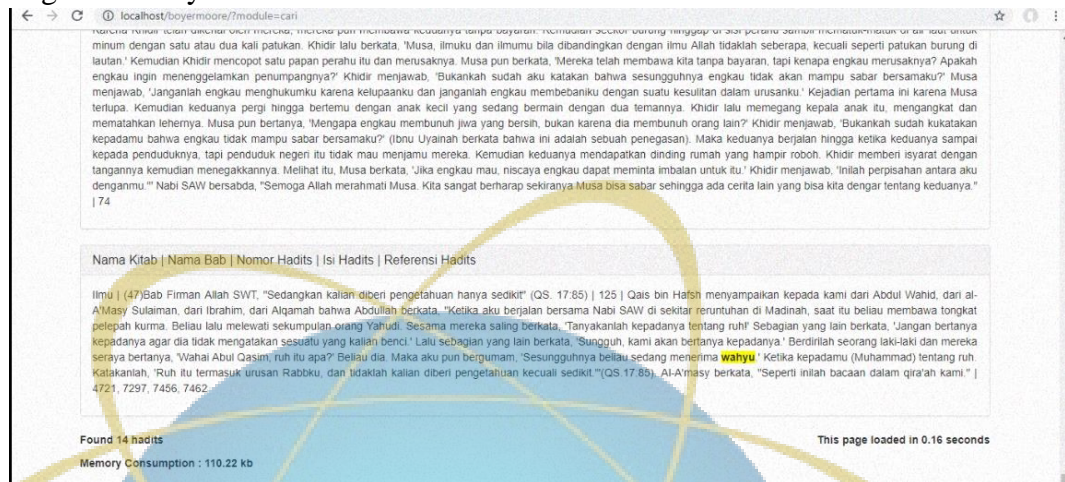 localhost/boyermoore/?module=cari
minum dengan satu atau dua kali patukan. Khidir lalu berkata, 'Musa, ilmuku dan ilmumu bila dibandingkan dengan ilmu Allah tidaklah seberapa, kecuali seperti patukan burung di
lautan.' Kemudian Khidir mencopot satu papan perahu itu dan merusaknya. Musa pun berkata, 'Mereka telah membawa kita tanpa bayaran, tapi kenapa engkau merusaknya? Apakah
engkau ingin menenggelamkan penumpangnya?' Khidir menjawab, 'Bukankah sudah aku katakan bahwa sesungguhnya engkau tidak akan mampu sabar bersamaku?' Musa
menjawab, 'Janganlah engkau menghukumku karena kelupaanku dan janganlah engkau membebaniku dengan suatu kesulitan dalam urusanku.' Kejadian pertama ini karena Musa
terlupa. Kemudian keduanya pergi hingga bertemu dengan anak kecil yang sedang bermain dengan dua temannya. Khidir lalu memegang kepala anak itu, mengangkat dan
mematahkan lehernya. Musa pun bertanya, 'Mengapa engkau membunuh jiwa yang bersih, bukan karena dia membunuh orang lain?' Khidir menjawab, 'Bukankah sudah kukatakan
kepadamu bahwa engkau tidak mampu sabar bersamaku?' (Ibnu Uyainah berkata bahwa ini adalah sebuah penegasan). Maka keduanya berjalan hingga ketika keduanya sampai
kepada penduduknya, tapi penduduk negeri itu tidak mau menjamu mereka. Kemudian keduanya mendapatkan dinding rumah yang hampir roboh. Khidir memberi isyarat dengan
tangannya kemudian menegakkannya. Melihat itu, Musa berkata, 'Jika engkau mau, niscaya engkau dapat meminta imbalan untuk itu.' Khidir menjawab, 'Inilah perpisahan antara aku
denganmu.'" Nabi SAW bersabda, "Semoga Allah merahmati Musa. Kita sangat berharap sekiranya Musa bisa sabar sehingga ada cerita lain yang bisa kita dengar tentang keduanya."
| 74
Nama Kitab | Nama Bab | Nomor Hadits | Isi Hadits | Referensi Hadits
Ilmu | (47)Bab Firman Allah SWT, "Sedangkan kalian diberi pengetahuan hanya sedikit" (QS. 17:85) | 125 | Qais bin Hafsh menyampaikan kepada kami dari Abdul Wahid, dari al-
A'Masy Sulaiman, dari Ibrahim, dari Alqamah bahwa Abdullah berkata, "Ketika aku berjalan bersama Nabi SAW di sekitar reruntuhan di Madinah, saat itu beliau membawa tongkat
pelepah kurma. Beliau lalu melewati sekumpulan orang Yahudi. Sesama mereka saling berkata, 'Tanyakanlah kepadanya tentang ruh!' Sebagian yang lain berkata, 'Jangan bertanya
kepadanya agar dia tidak mengatakan sesuatu yang kalian benci.' Lalu sebagian yang lain berkata, 'Sungguh, kami akan bertanya kepadanya.' Berdirilah seorang laki-laki dan mereka
seraya bertanya, 'Wahai Abul Qasim, ruh itu apa?' Beliau dia. Maka aku pun bergumam, 'Sesungguhnya beliau sedang menerima wahyu.' Ketika kepadamu (Muhammad) tentang ruh.
Katakanlah, 'Ruh itu termasuk urusan Rabbku, dan tidaklah kalian diberi pengetahuan kecuali sedikit.'"(QS.17:85). Al-A'masy berkata, "Seperti inilah bacaan dalam qira'ah kami." |
4721, 7297, 7456, 7462
Found 14 hadits
This page loaded in 0.16 seconds
Memory Consumption : 110.22 kb